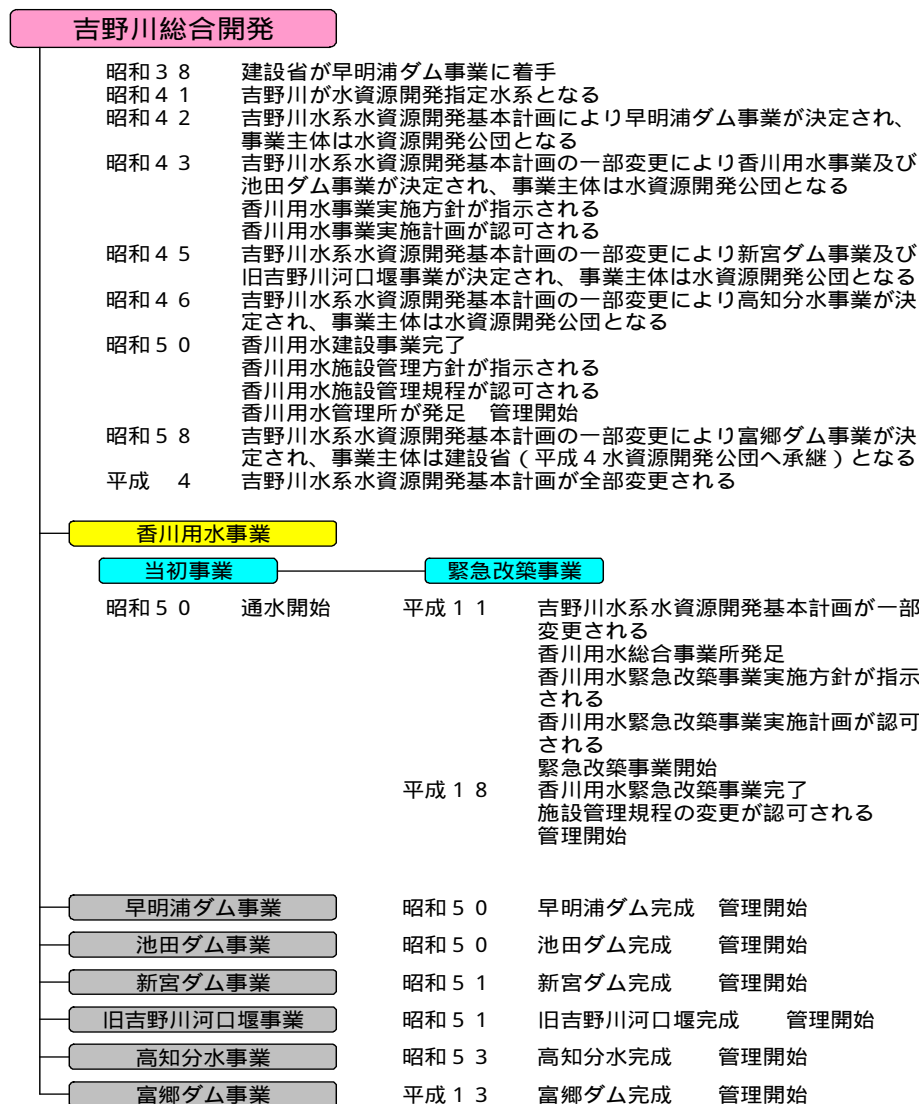 吉野川総合開発
昭和３８　建設省が早明浦ダム事業に着手
昭和４１　吉野川が水資源開発指定水系となる
昭和４２　吉野川水系水資源開発基本計画により早明浦ダム事業が決定され、
事業主体は水資源開発公団となる
昭和４３　吉野川水系水資源開発基本計画の一部変更により香川用水事業及び
池田ダム事業が決定され、事業主体は水資源開発公団となる
香川用水事業実施方針が指示される
香川用水事業実施計画が認可される
昭和４５　吉野川水系水資源開発基本計画の一部変更により新宮ダム事業及び
旧吉野川河口堰事業が決定され、事業主体は水資源開発公団となる
昭和４６　吉野川水系水資源開発基本計画の一部変更により高知分水事業が決
定され、事業主体は水資源開発公団となる
昭和５０　香川用水建設事業完了
香川用水施設管理方針が指示される
香川用水施設管理規程が認可される
香川用水管理所が発足　管理開始
昭和５８　吉野川水系水資源開発基本計画の一部変更により富郷ダム事業が決
定され、事業主体は建設省（平成４水資源開発公団へ承継）となる
平成　４　吉野川水系水資源開発基本計画が全部変更される
香川用水事業
当初事業　緊急改築事業
昭和５０　通水開始　平成１１　吉野川水系水資源開発基本計画が一部
変更される
香川用水総合事業所発足
香川用水緊急改築事業実施方針が指示
される
香川用水緊急改築事業実施計画が認可
される
緊急改築事業開始
平成１８　香川用水緊急改築事業完了
施設管理規程の変更が認可される
管理開始
早明浦ダム事業　昭和５０　早明浦ダム完成　管理開始
池田ダム事業　昭和５０　池田ダム完成　管理開始
新宮ダム事業　昭和５１　新宮ダム完成　管理開始
旧吉野川河口堰事業　昭和５１　旧吉野川河口堰完成　管理開始
高知分水事業　昭和５３　高知分水完成　管理開始
富郷ダム事業　平成１３　富郷ダム完成　管理開始